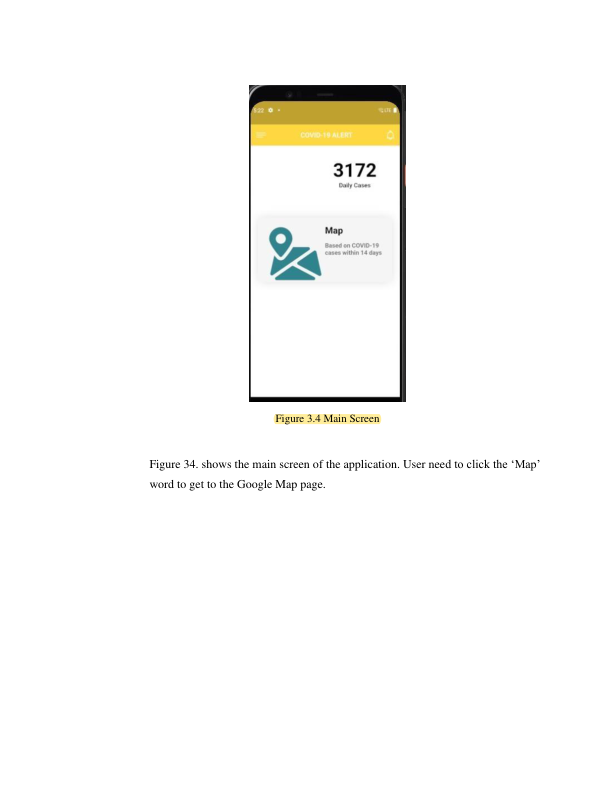 COVID-19 ALERT
3172
Daily Cases
Map
Based on COVID-19
cases within 14 days
Figure 3.4 Main Screen
Figure 34. shows the main screen of the application. User need to click the ‘Map’
word to get to the Google Map page.